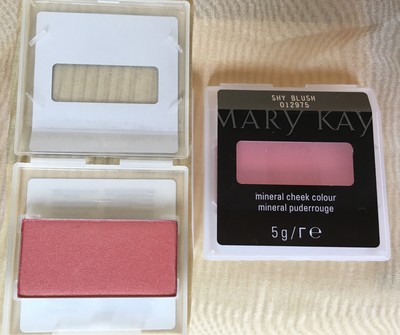 SHY BLUSH
012975
MARY KAY
mineral cheek colour
mineral puderrouge
5g/Г℮